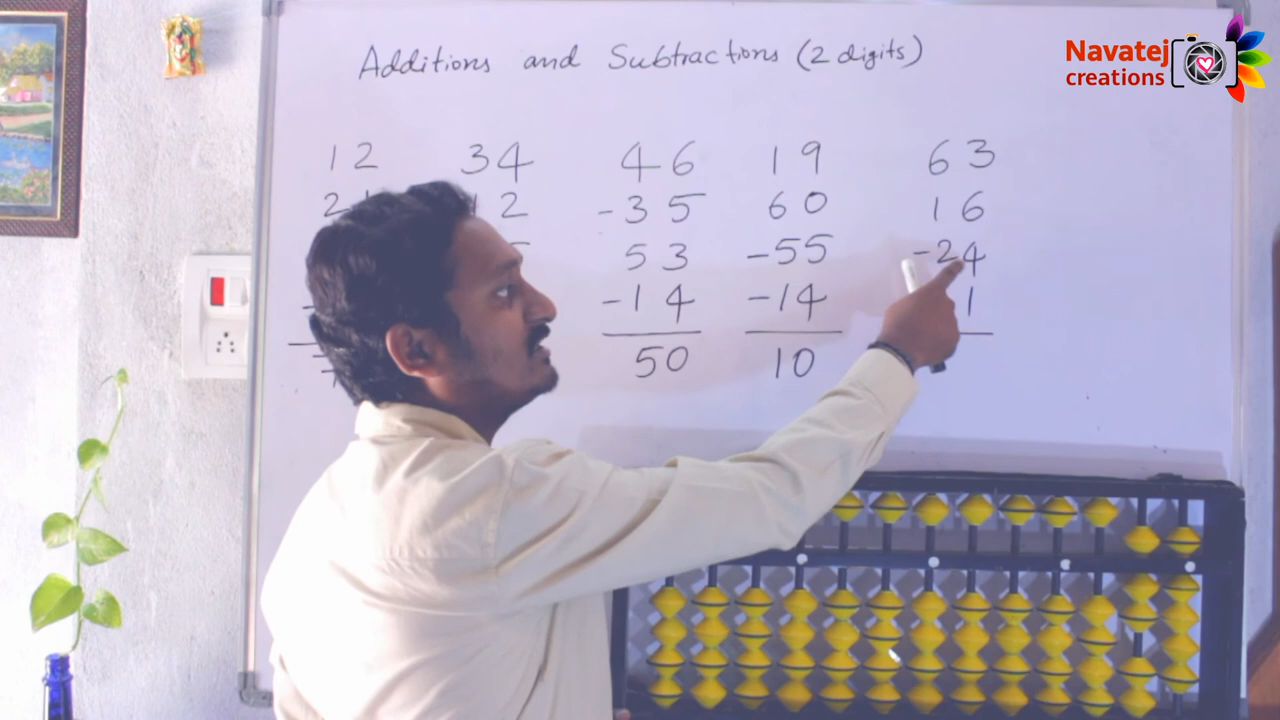 Navatej
creations
Additions and Subtractions (2 digits)
12 34 46 19 63
2 12 -35 60 16
53 -55 -24
-14 -14 1
50 10